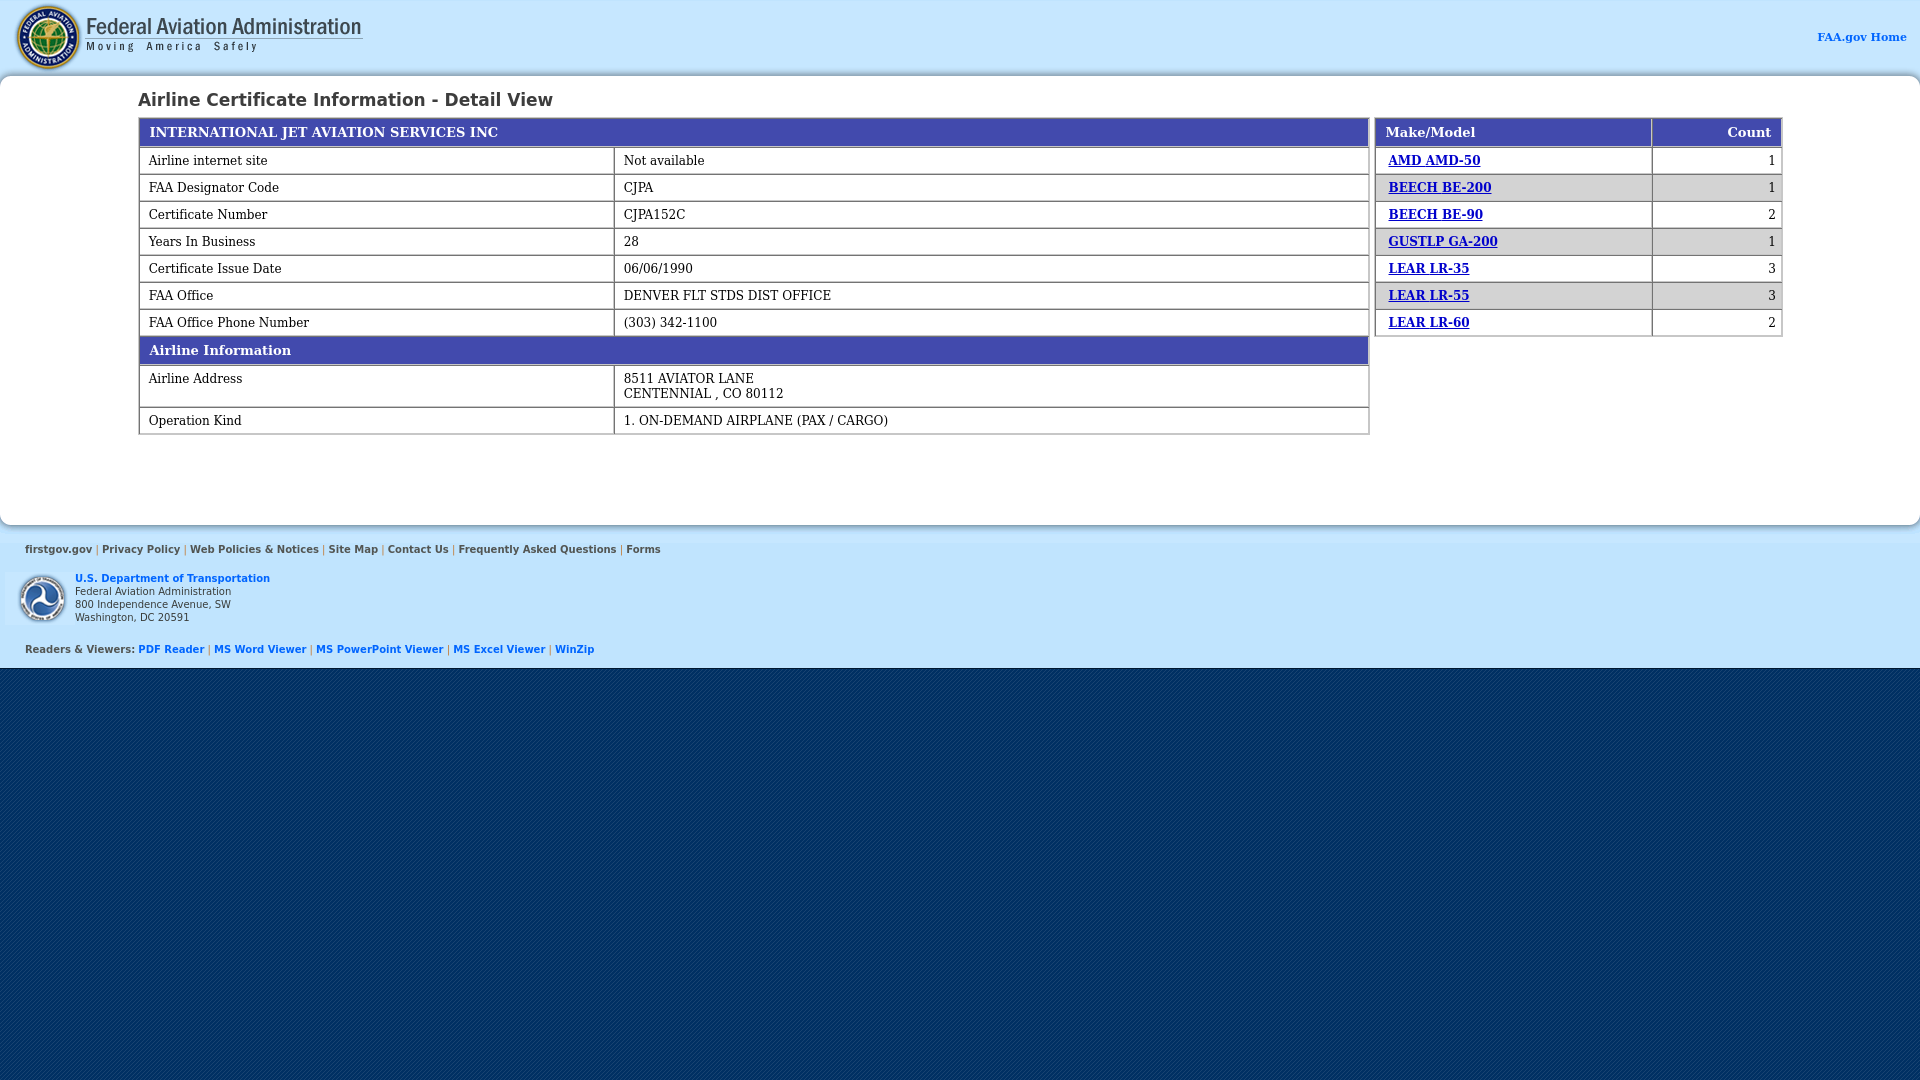 Federal Aviation Administration
Moving America Safely
FAA.gov Home
Airline Certificate Information - Detail View
INTERNATIONAL JET AVIATION SERVICES INC
Airline internet site Not available
FAA Designator Code CJPA
Certificate Number CJPA152C
Years In Business 28
Certificate Issue Date 06/06/1990
FAA Office DENVER FLT STDS DIST OFFICE
FAA Office Phone Number (303) 342-1100
Airline Information
Airline Address 8511 AVIATOR LANE
CENTENNIAL , CO 80112
Operation Kind 1. ON-DEMAND AIRPLANE (PAX / CARGO)
Make/Model Count
AMD AMD-50 1
BEECH BE-200 1
BEECH BE-90 2
GUSTLP GA-200 1
LEAR LR-35 3
LEAR LR-55 3
LEAR LR-60 2
firstgov.gov | Privacy Policy | Web Policies & Notices | Site Map | Contact Us | Frequently Asked Questions | Forms
U.S. Department of Transportation
Federal Aviation Administration
800 Independence Avenue, SW
Washington, DC 20591
Readers & Viewers: PDF Reader | MS Word Viewer | MS PowerPoint Viewer | MS Excel Viewer | WinZip